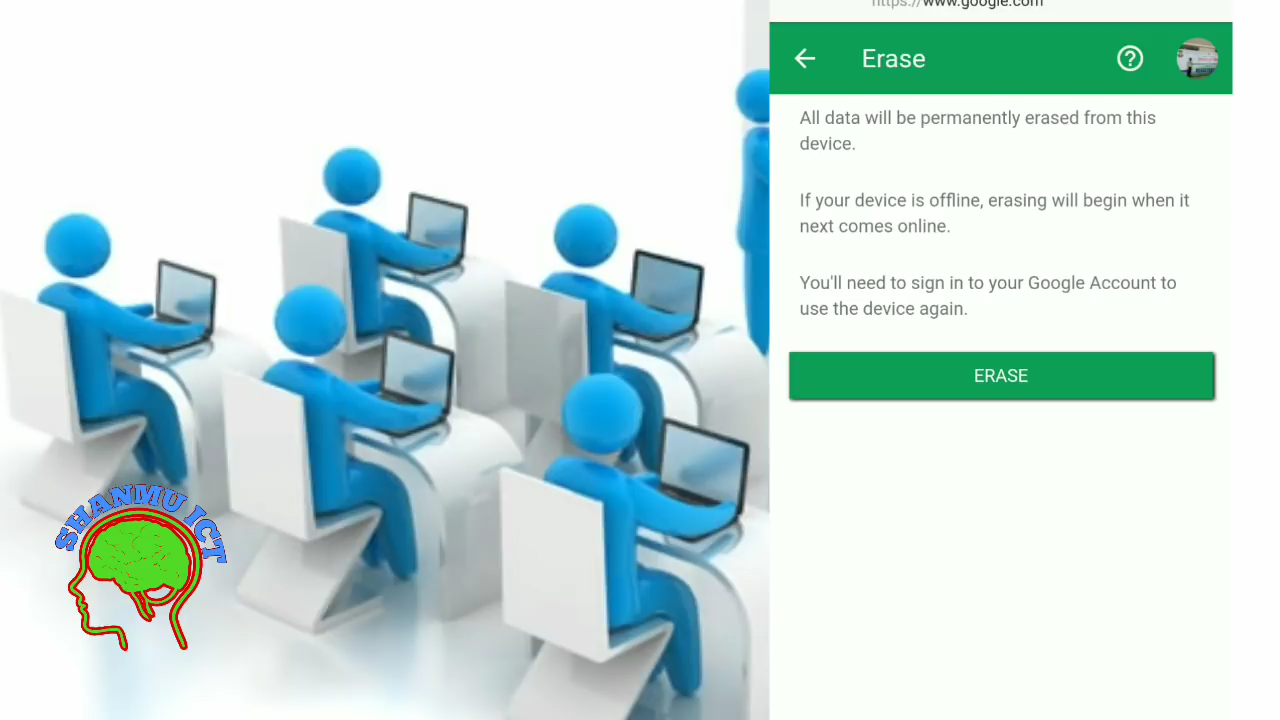 https://www.google.com
Erase
All data will be permanently erased from this
device.
If your device is offline, erasing will begin when it
next comes online.
You'll need to sign in to your Google Account to
use the device again.
ERASE
SHANMU ICT